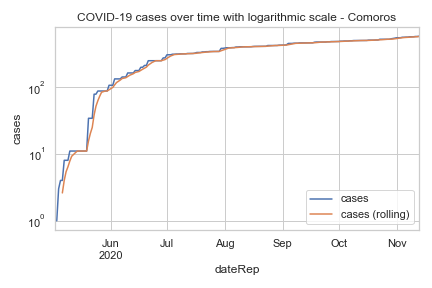 COVID-19 cases over time with logarithmic scale - Comoros
cases
10²
10¹
10⁰
cases
cases (rolling)
Jun
2020
Jul
Aug
Sep
Oct
Nov
dateRep